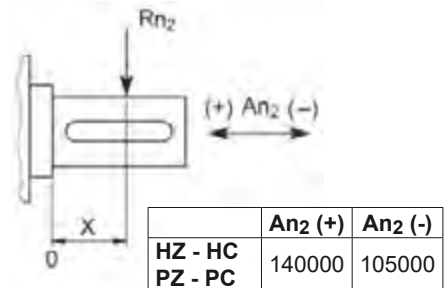 Rn2
(+) An2 (–)
X
0
An2 (+) An2 (-)
HZ - HC
PZ - PC
140000 105000